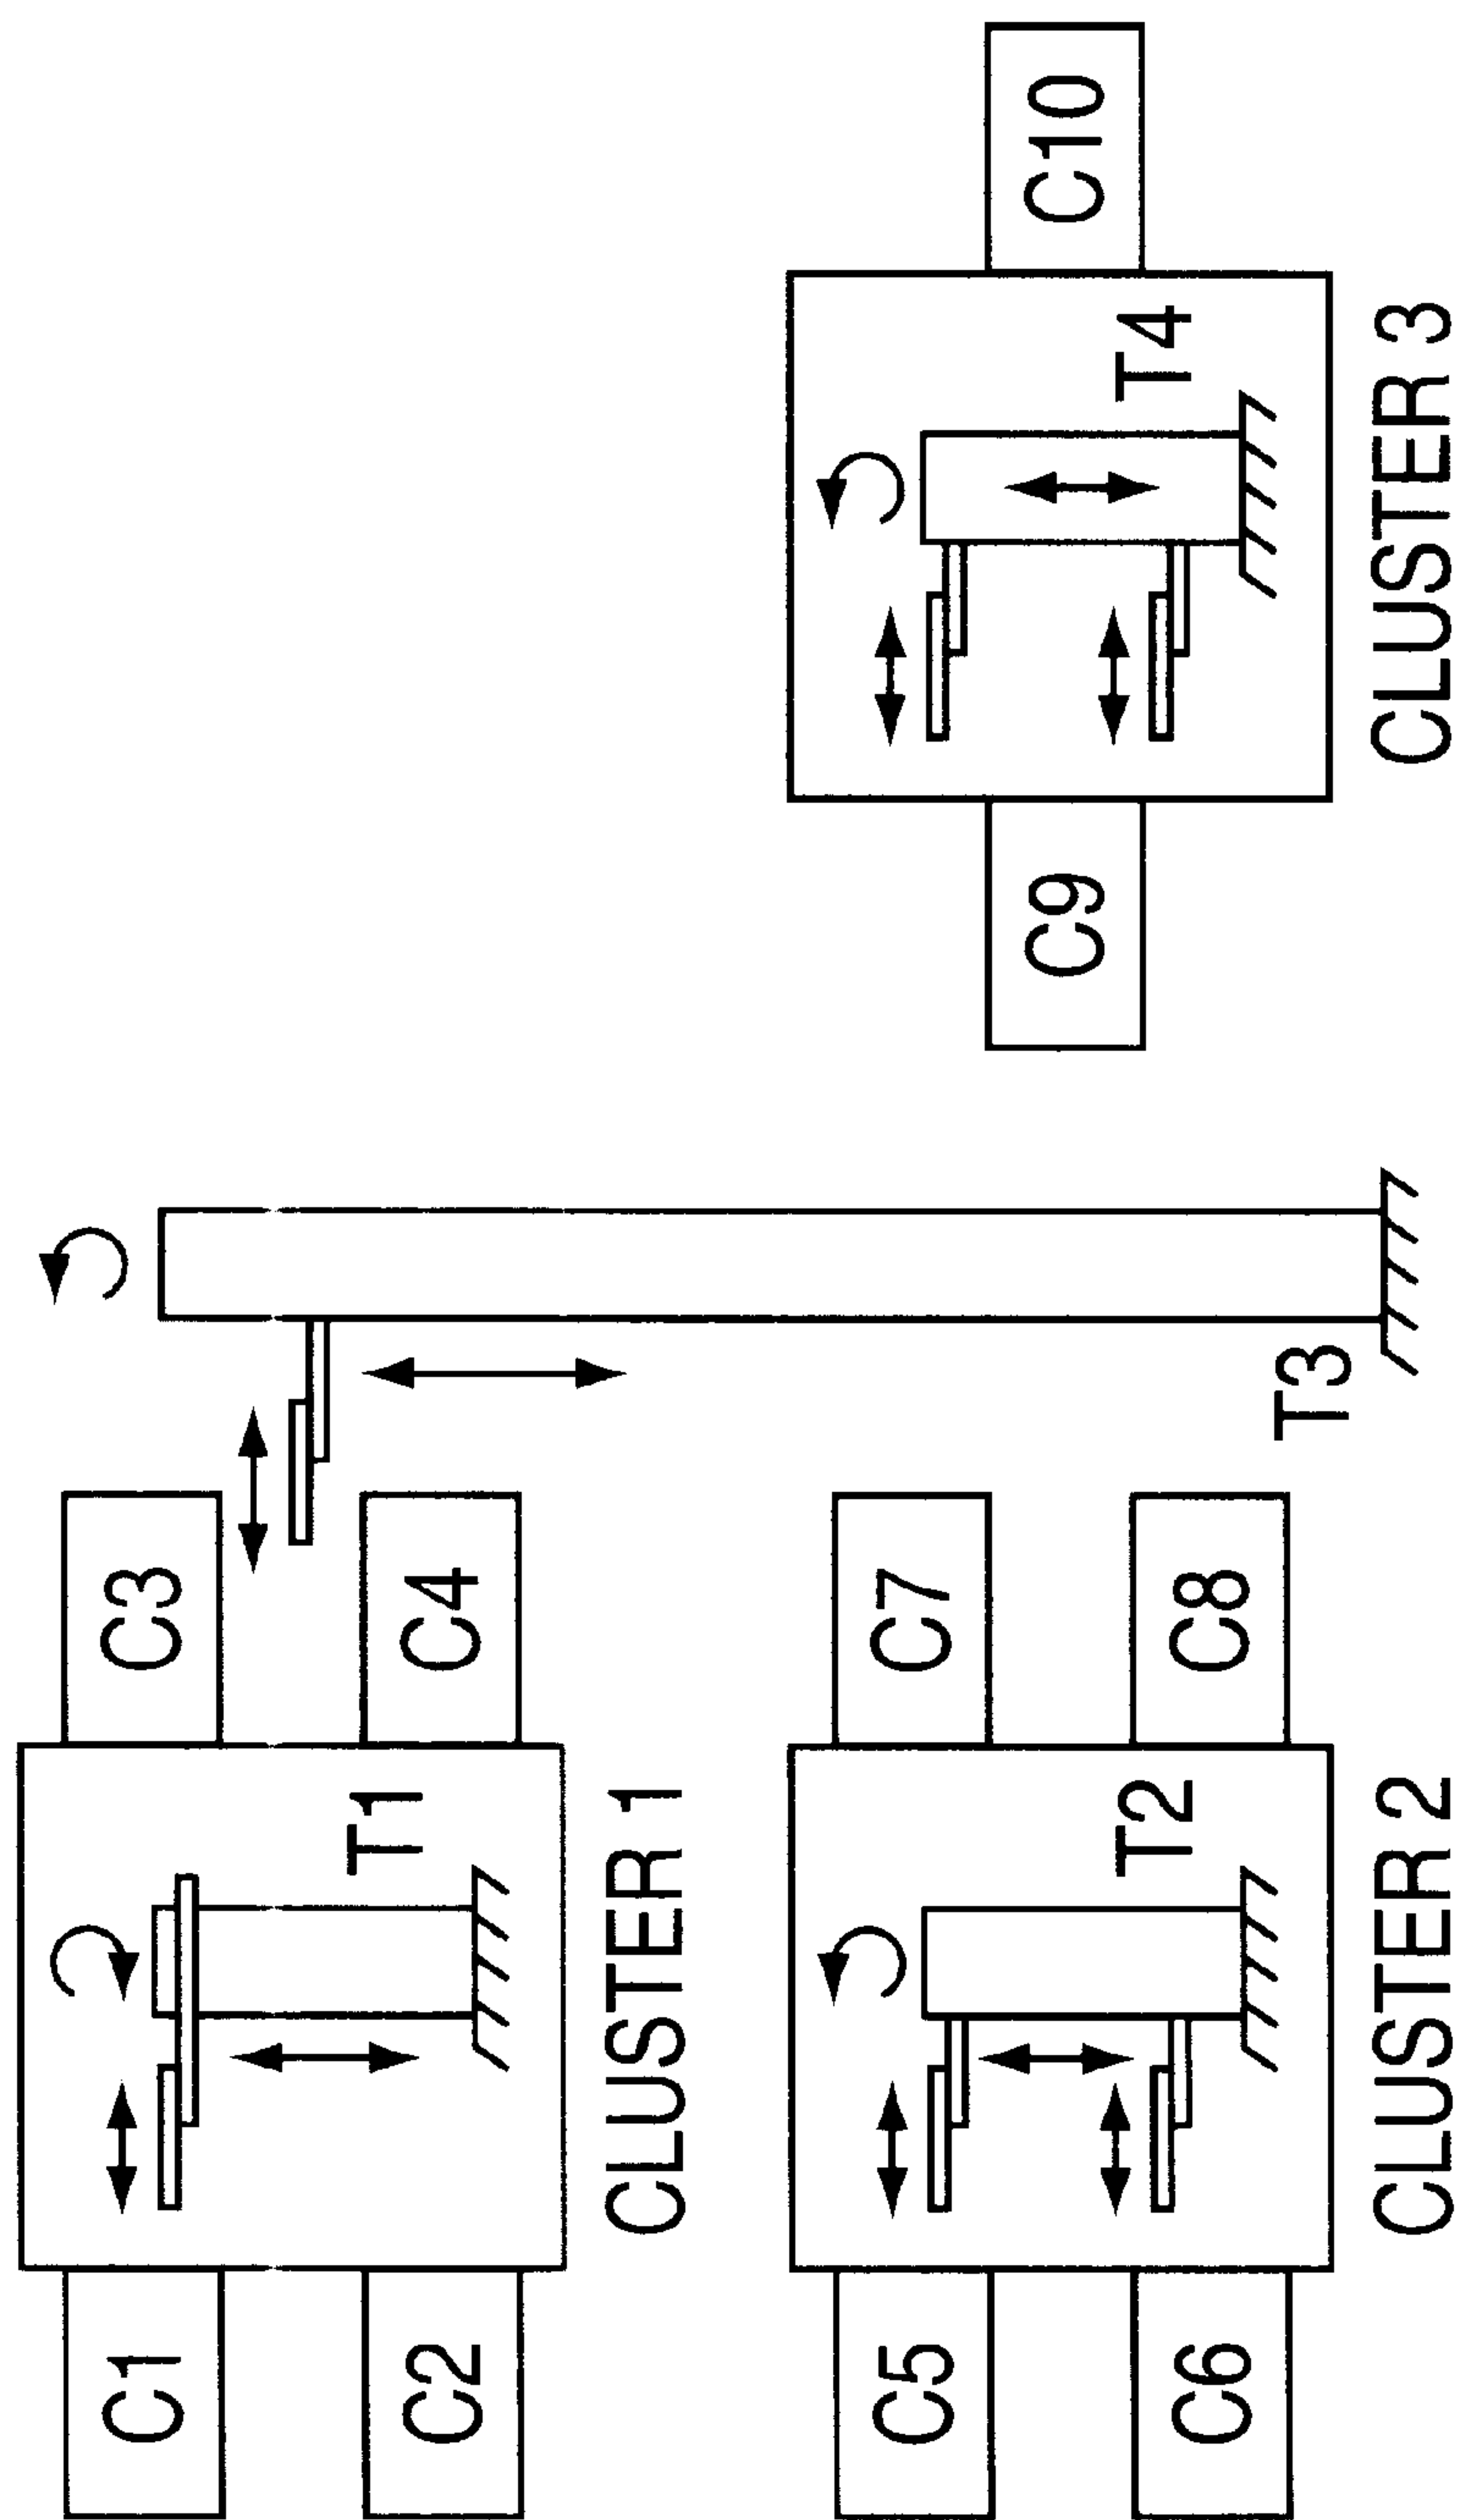 C1
C2
T1
C3
C4
CLUSTER 1
C5
C6
T2
C7
C8
CLUSTER 2
T3
C9
T4
C10
CLUSTER 3